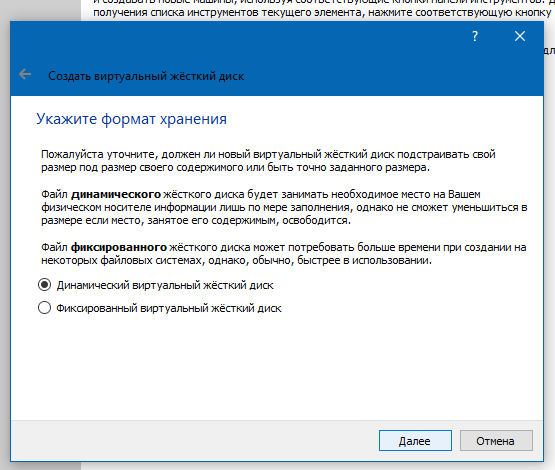 и создавать новые машины, используя соответствующие кнопки панели инструментов. Д
получения списка инструментов текущего элемента, нажмите соответствующую кнопку
?
дл
Создать виртуальный жёсткий диск
Укажите формат хранения
Пожалуйста уточните, должен ли новый виртуальный жёсткий диск подстраивать свой
размер под размер своего содержимого или быть точно заданного размера.
Файл динамического жёсткого диска будет занимать необходимое место на Вашем
физическом носителе информации лишь по мере заполнения, однако не сможет уменьшиться в
размере если место, занятое его содержимым, освободится.
Файл фиксированного жёсткого диска может потребовать больше времени при создании на
некоторых файловых системах, однако, обычно, быстрее в использовании.
Динамический виртуальный жёсткий диск
Фиксированный виртуальный жёсткий диск
Далее
Отмена